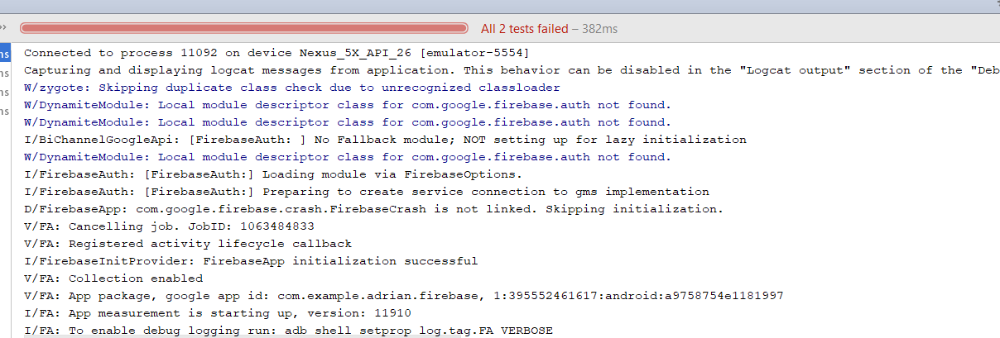 All 2 tests failed – 382ms
ms Connected to process 11092 on device Nexus_5X_API_26 [emulator-5554]
Capturing and displaying logcat messages from application. This behavior can be disabled in the "Logcat output" section of the "Deb
ms W/zygote: Skipping duplicate class check due to unrecognized classloader
ms W/DynamiteModule: Local module descriptor class for com.google.firebase.auth not found.
ms W/DynamiteModule: Local module descriptor class for com.google.firebase.auth not found.
I/BiChannelGoogleApi: [FirebaseAuth: ] No Fallback module; NOT setting up for lazy initialization
W/DynamiteModule: Local module descriptor class for com.google.firebase.auth not found.
I/FirebaseAuth: [FirebaseAuth:] Loading module via FirebaseOptions.
I/FirebaseAuth: [FirebaseAuth:] Preparing to create service connection to gms implementation
D/FirebaseApp: com.google.firebase.crash.FirebaseCrash is not linked. Skipping initialization.
V/FA: Cancelling job. JobID: 1063484833
V/FA: Registered activity lifecycle callback
I/FirebaseInitProvider: FirebaseApp initialization successful
V/FA: Collection enabled
V/FA: App package, google app id: com.example.adrian.firebase, 1:395552461617:android:a9758754e1181997
I/FA: App measurement is starting up, version: 11910
I/FA: To enable debug logging run: adb shell setprop log.tag.FA VERBOSE